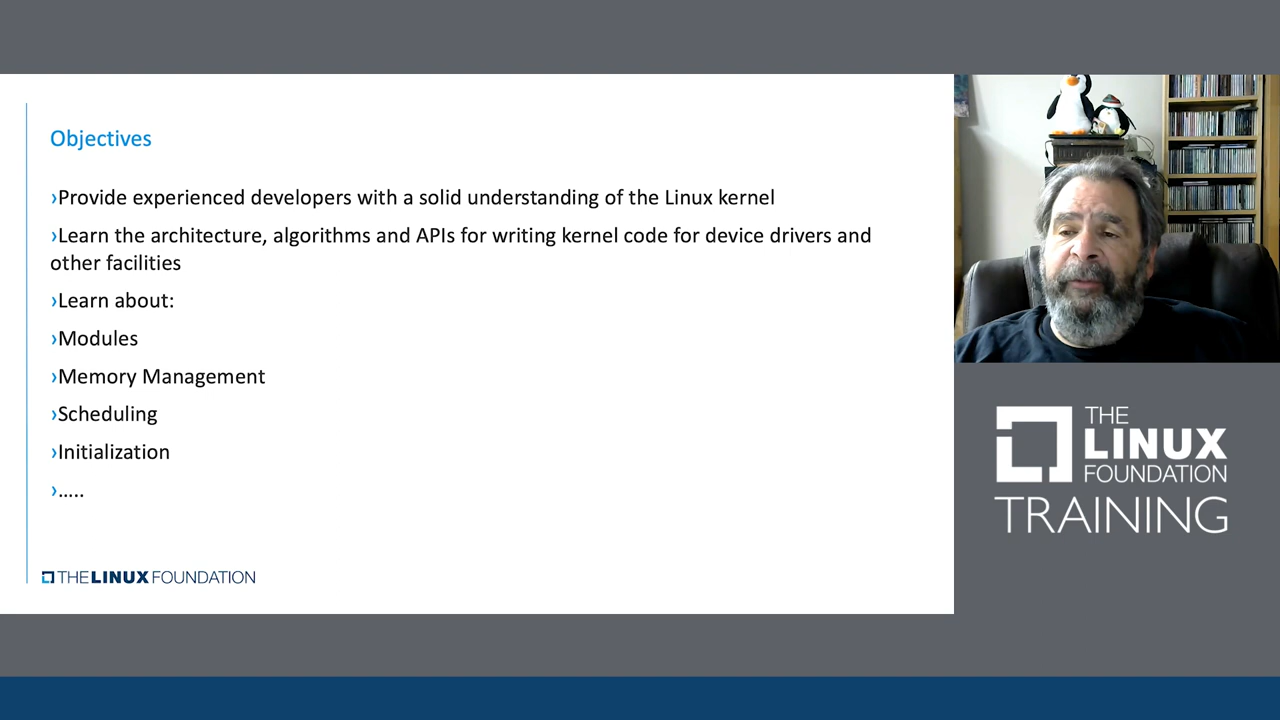 Objectives
›Provide experienced developers with a solid understanding of the Linux kernel
›Learn the architecture, algorithms and APIs for writing kernel code for device drivers and
other facilities
›Learn about:
›Modules
›Memory Management
›Scheduling
›Initialization
›.....
THE LINUX FOUNDATION
THE
LINUX
FOUNDATION
TRAINING